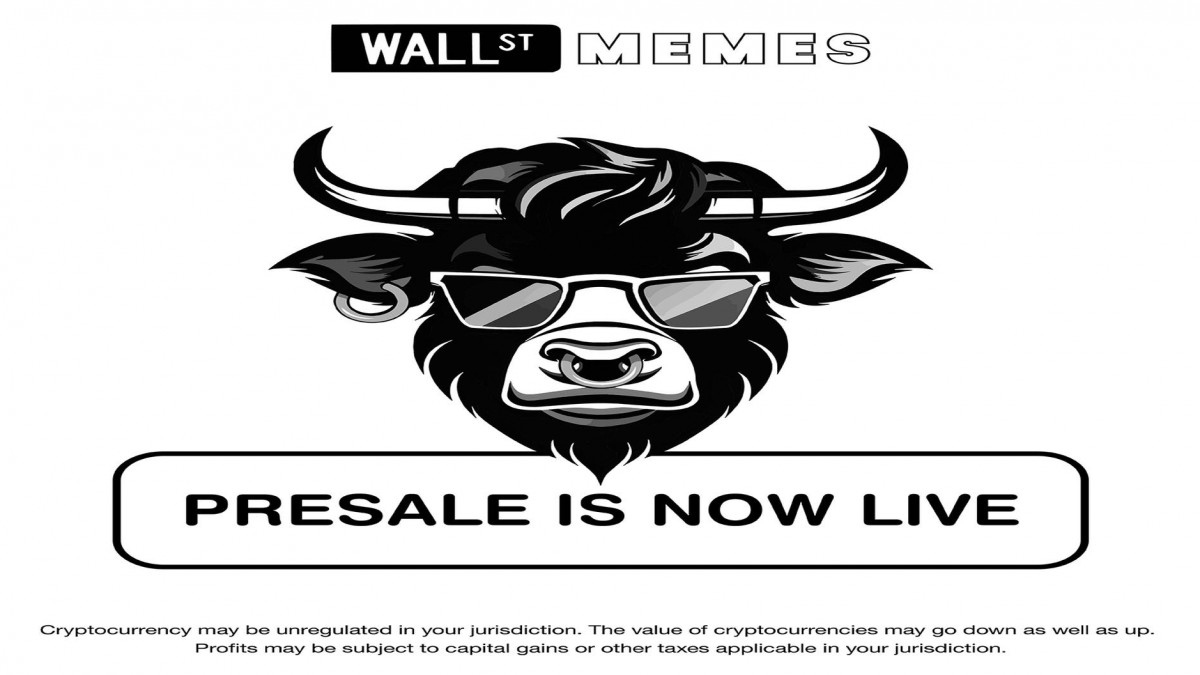 WALL ST MEMES
PRESALE IS NOW LIVE
Cryptocurrency may be unregulated in your jurisdiction. The value of cryptocurrencies may go down as well as up.
Profits may be subject to capital gains or other taxes applicable in your jurisdiction.